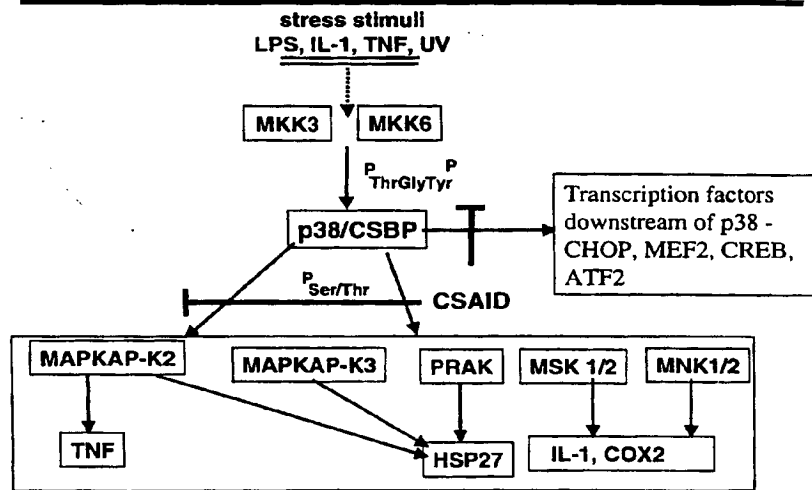 stress stimuli
LPS, IL-1, TNF, UV
MKK3
MKK6
P
ThrGlyTyr
P
p38/CSBP
Transcription factors
downstream of p38 -
CHOP, MEF2, CREB,
ATF2
P
Ser/Thr
CSAID
MAPKAP-K2
MAPKAP-K3
PRAK
MSK 1/2
MNK1/2
TNF
HSP27
IL-1, COX2